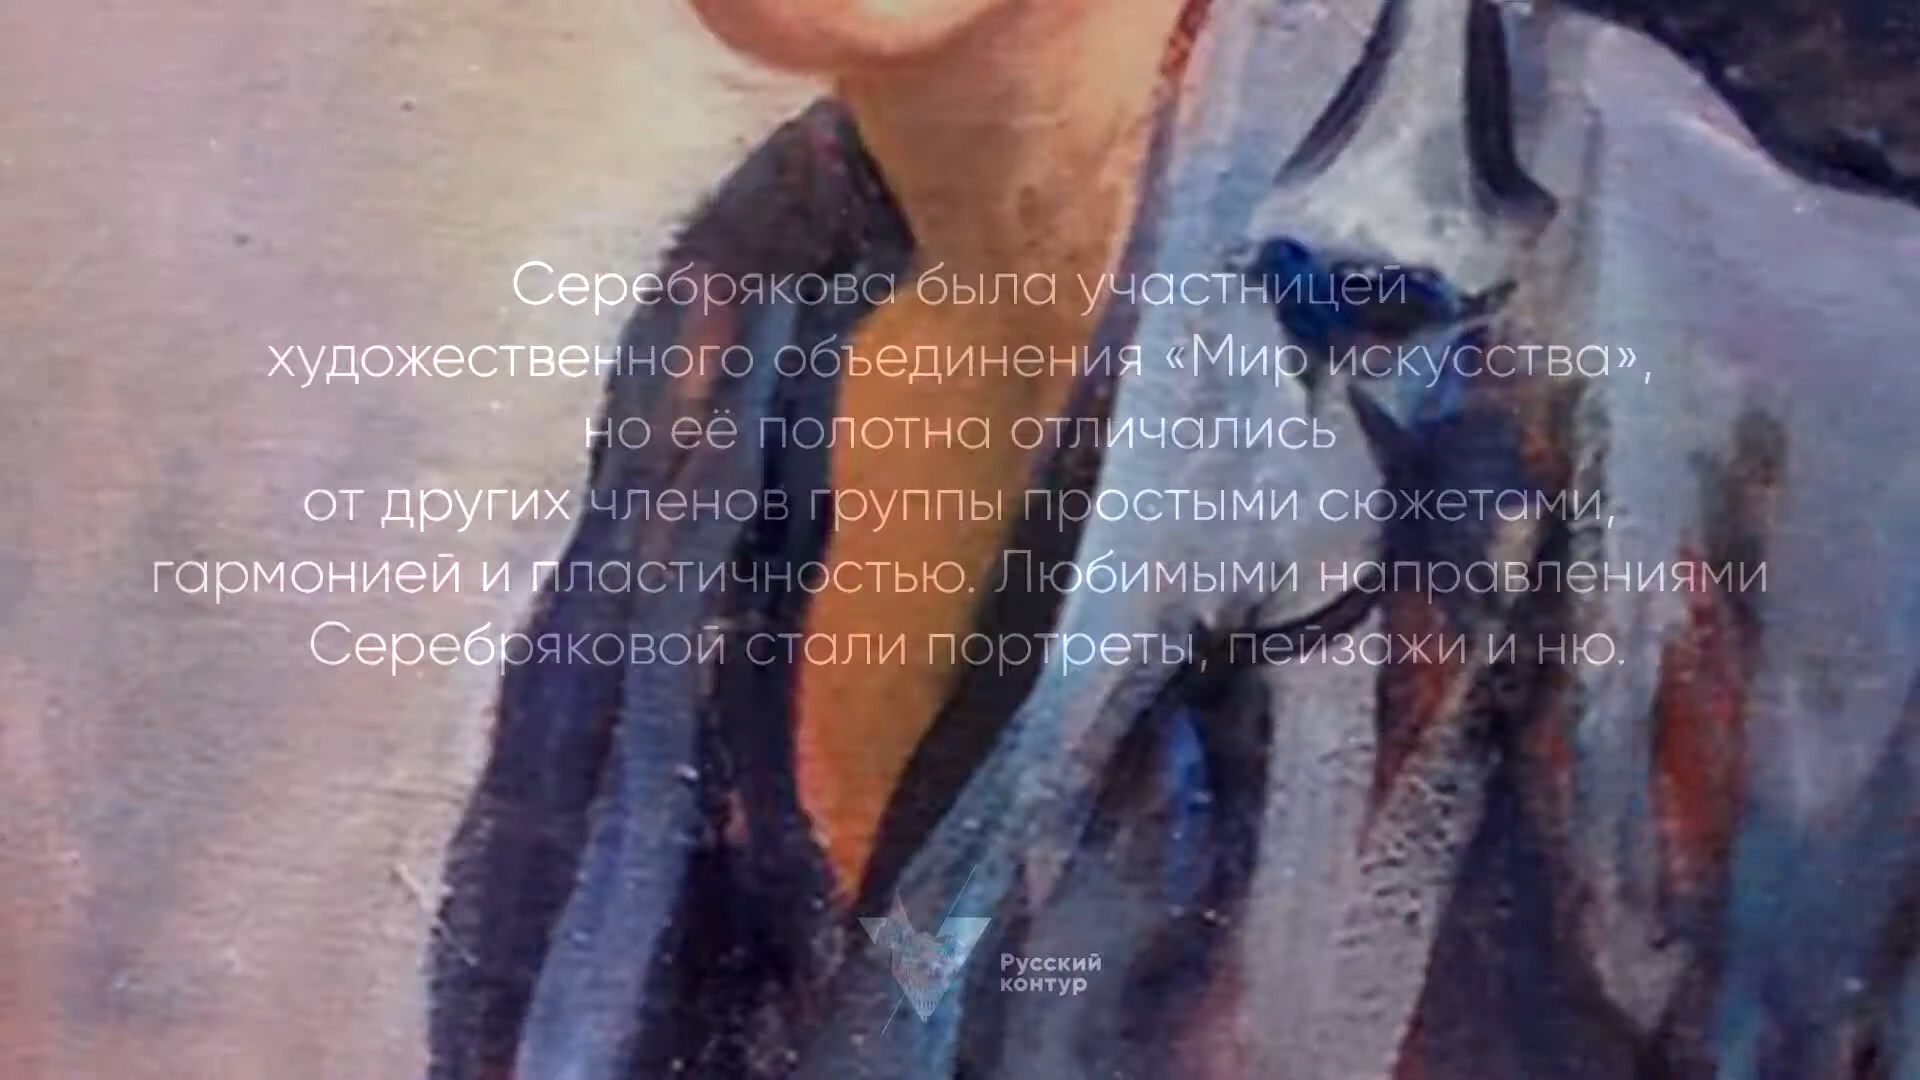 Серебрякова была участницей
художественного объединения «Мир искусства»,
но её полотна отличались
от других членов группы простыми сюжетами,
гармонией и пластичностью. Любимыми направлениями
Серебряковой стали портреты, пейзажи и ню.
Русский
контур